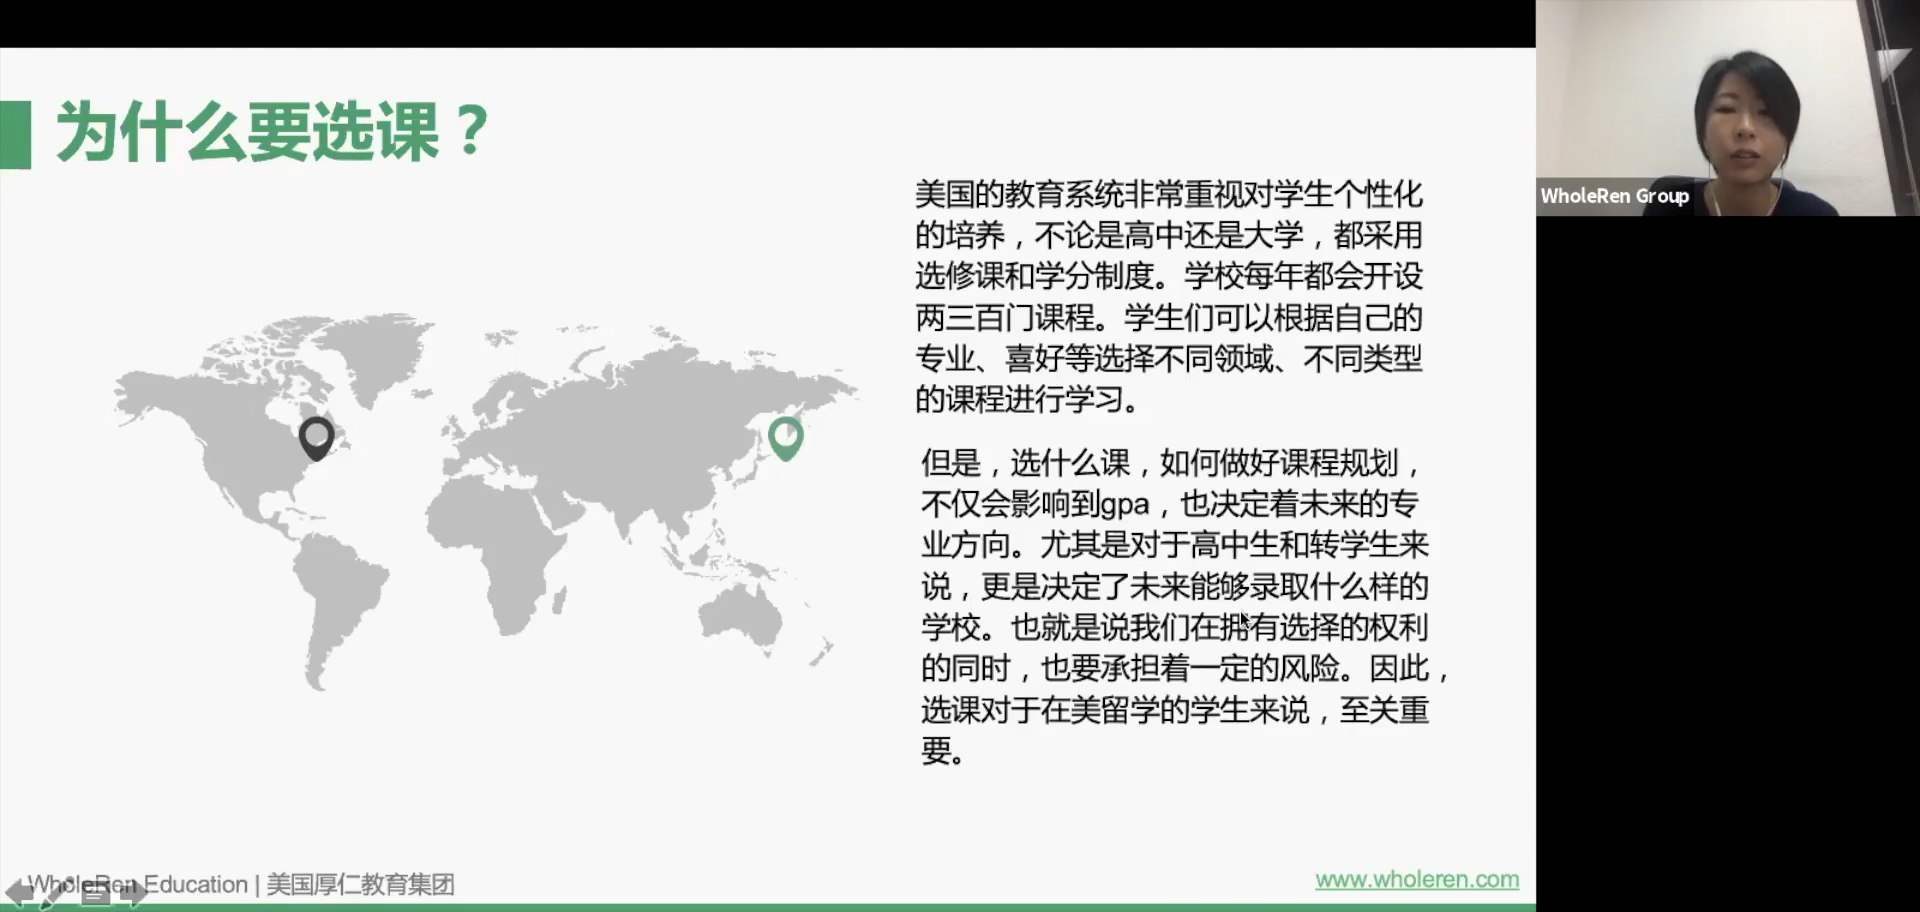 为什么要选课？
美国的教育系统非常重视对学生个性化
的培养，不论是高中还是大学，都采用
选修课和学分制度。学校每年都会开设
两三百门课程。学生们可以根据自己的
专业、喜好等选择不同领域、不同类型
的课程进行学习。
但是，选什么课，如何做好课程规划，
不仅会影响到gpa，也决定着未来的专
业方向。尤其是对于高中生和转学生来
说，更是决定了未来能够录取什么样的
学校。也就是说我们在拥有选择的权利
的同时，也要承担着一定的风险。因此，
选课对于在美留学的学生来说，至关重
要。
WholeRen Group
WholeRen Education | 美国厚仁教育集团
www.wholeren.com